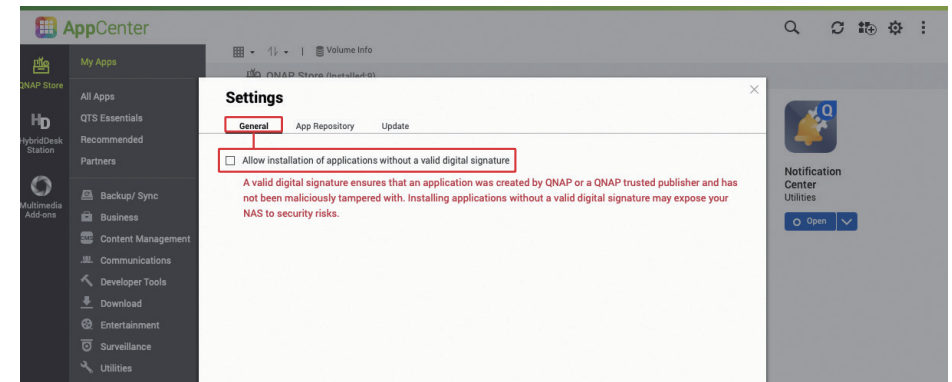 AppCenter
Volume Info
QNAP Store
HybridDesk Station
Multimedia Add-ons
My Apps
All Apps
QTS Essentials
Recommended
Partners
Backup/ Sync
Business
Content Management
Communications
Developer Tools
Download
Entertainment
Surveillance
Utilities
QNAP Store (Installed:9)
Settings
General App Repository Update
Allow installation of applications without a valid digital signature
A valid digital signature ensures that an application was created by QNAP or a QNAP trusted publisher and has
not been maliciously tampered with. Installing applications without a valid digital signature may expose your
NAS to security risks.
Notification
Center
Utilities
Open